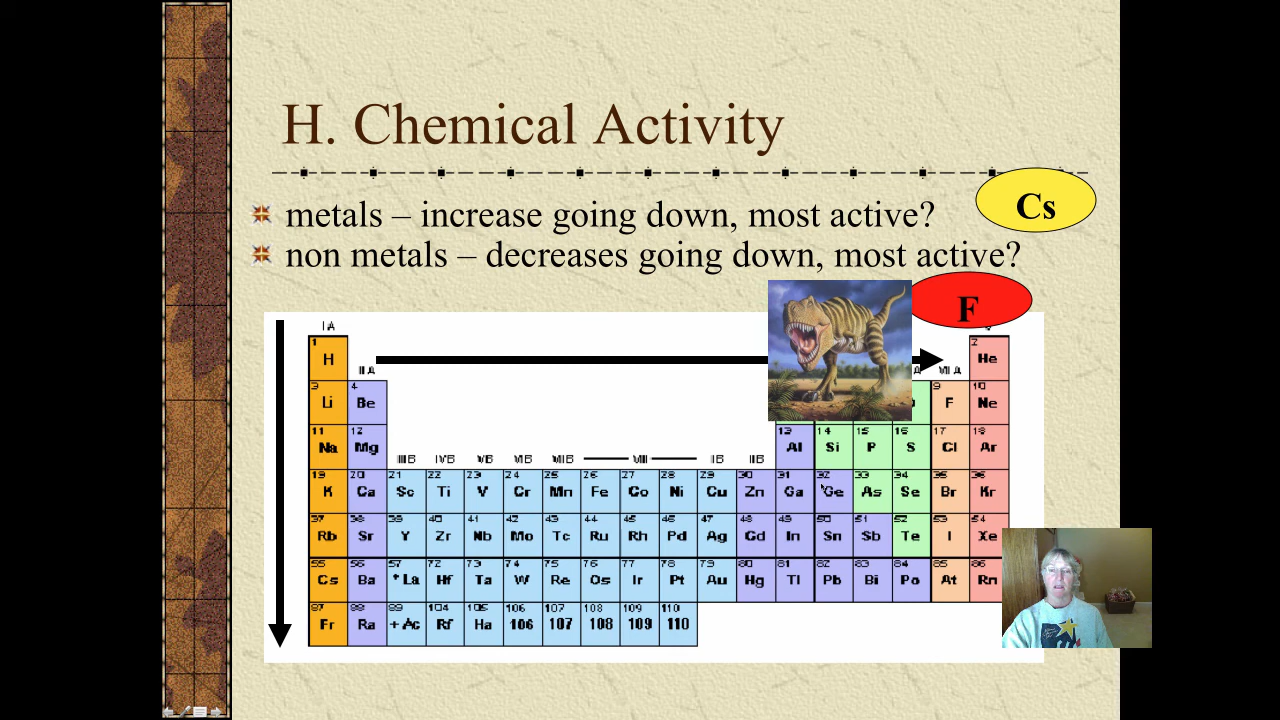 H. Chemical Activity
metals – increase going down, most active?
Cs
non metals – decreases going down, most active?
F
IA
1 2
H He
IIA VIIA
3 4 9 10
Li Be F Ne
11 12 13 14 15 16 17 18
Na Mg Al Si P S Cl Ar
IIIB IVB VB VIB VIIB VIII IB IIB
19 20 21 22 23 24 25 26 27 28 29 30 31 32 33 34 35 36
K Ca Sc Ti V Cr Mn Fe Co Ni Cu Zn Ga Ge As Se Br Kr
37 38 39 40 41 42 43 44 45 46 47 48 49 50 51 52 53 54
Rb Sr Y Zr Nb Mo Tc Ru Rh Pd Ag Cd In Sn Sb Te I Xe
55 56 57 72 73 74 75 76 77 78 79 80 81 82 83 84 85 86
Cs Ba *La Hf Ta W Re Os Ir Pt Au Hg Tl Pb Bi Po At Rn
87 88 89 104 105 106 107 108 109 110
Fr Ra +Ac Rf Ha 106 107 108 109 110